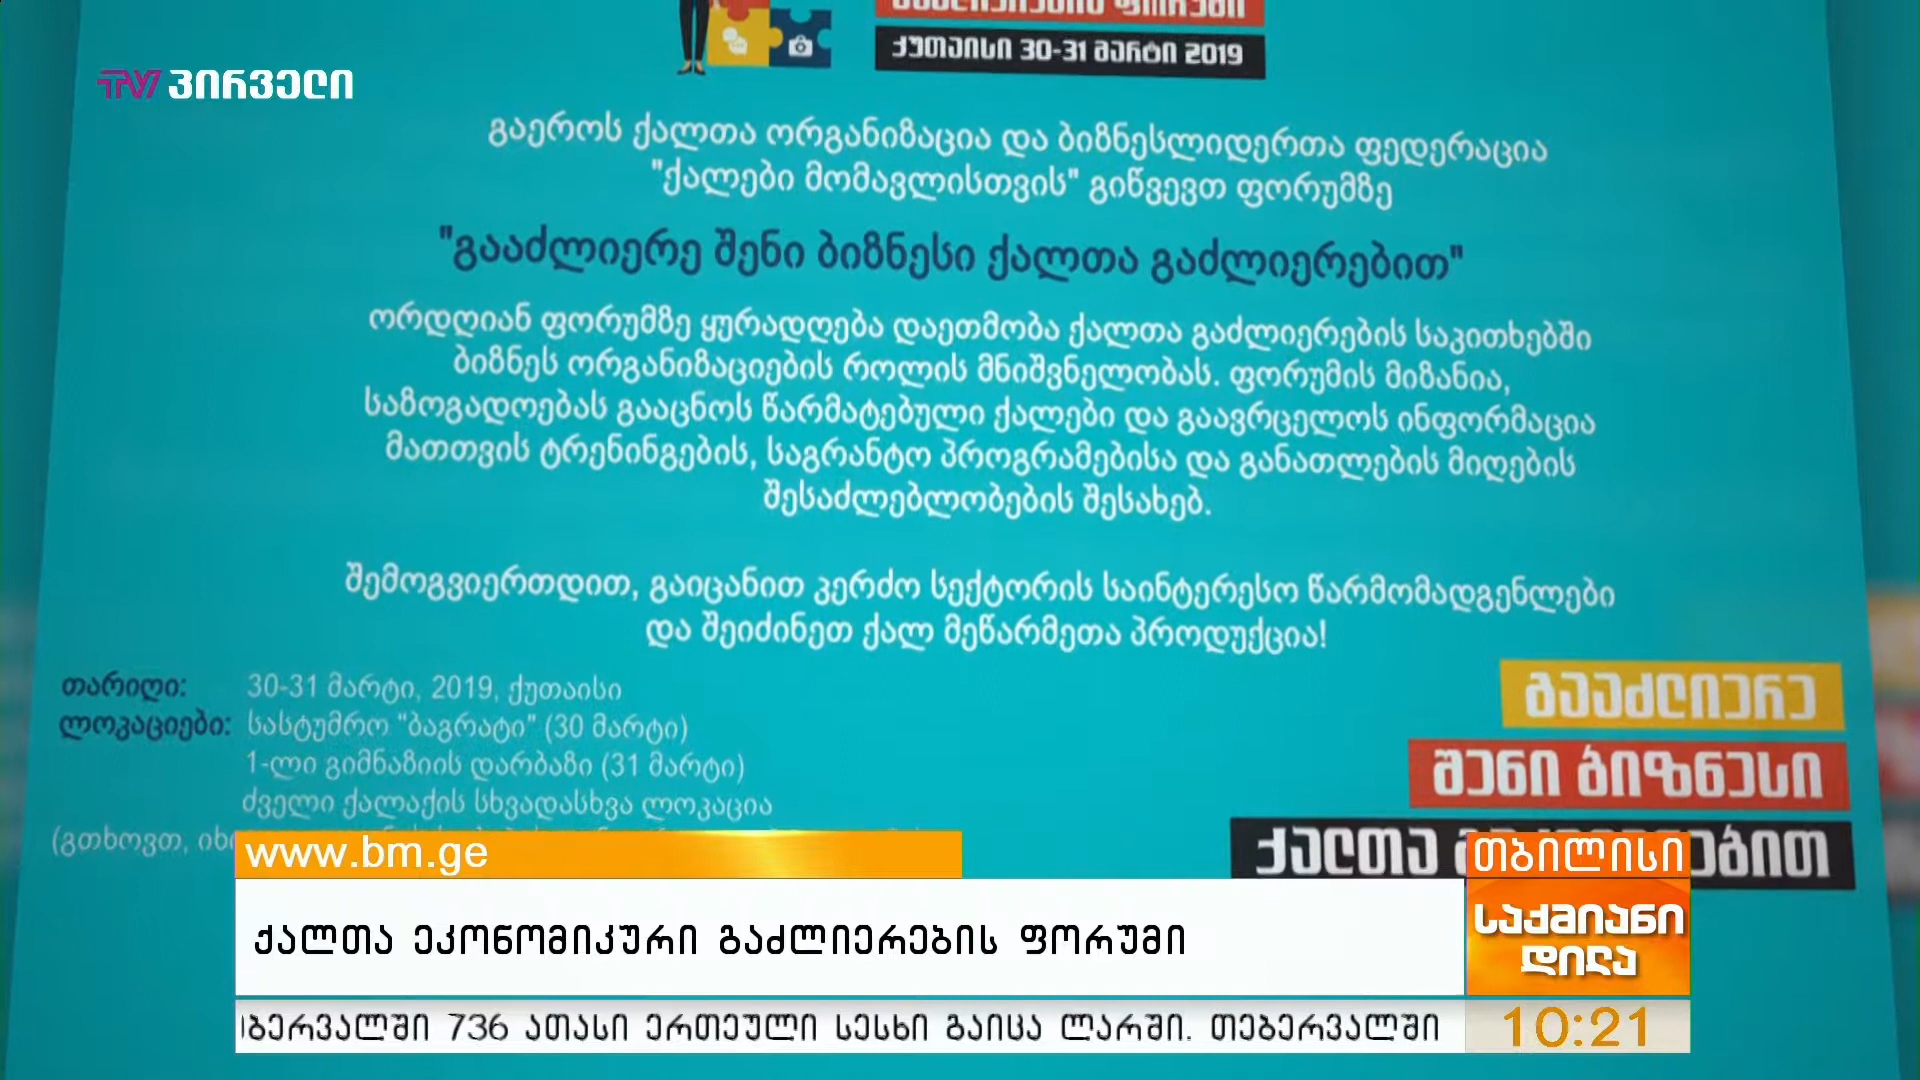 ქუთაისი 30-31 მარტი 2019
TV პირველი
გაეროს ქალთა ორგანიზაცია და ბიზნესლიდერთა ფედერაცია
"ქალები მომავლისთვის" გიწვევთ ფორუმზე
"გააძლიერე შენი ბიზნესი ქალთა გაძლიერებით"
ორდღიან ფორუმზე ყურადღება დაეთმობა ქალთა გაძლიერების საკითხებში
ბიზნეს ორგანიზაციების როლის მნიშვნელობას. ფორუმის მიზანია,
საზოგადოებას გააცნოს წარმატებული ქალები და გაავრცელოს ინფორმაცია
მათთვის ტრენინგების, საგრანტო პროგრამებისა და განათლების მიღების
შესაძლებლობების შესახებ.
შემოგვიერთდით, გაიცანით კერძო სექტორის საინტერესო წარმომადგენლები
და შეიძინეთ ქალ მეწარმეთა პროდუქცია!
თარიღი: 30-31 მარტი, 2019, ქუთაისი
ლოკაციები: სასტუმრო "ბაგრატი" (30 მარტი)
1-ლი გიმნაზიის დარბაზი (31 მარტი)
ძველი ქალაქის სხვადასხვა ლოკაცია
(გთხოვთ,
გააძლიერე
შენი ბიზნესი
ქალთა
www.bm.ge
თბილისი
ქალთა ეკონომიკური გაძლიერების ფორუმი
საქმიანი
დილა
736 ათასი ერთეული სესხი გაიცა ლარში. თებერვალში
10:21